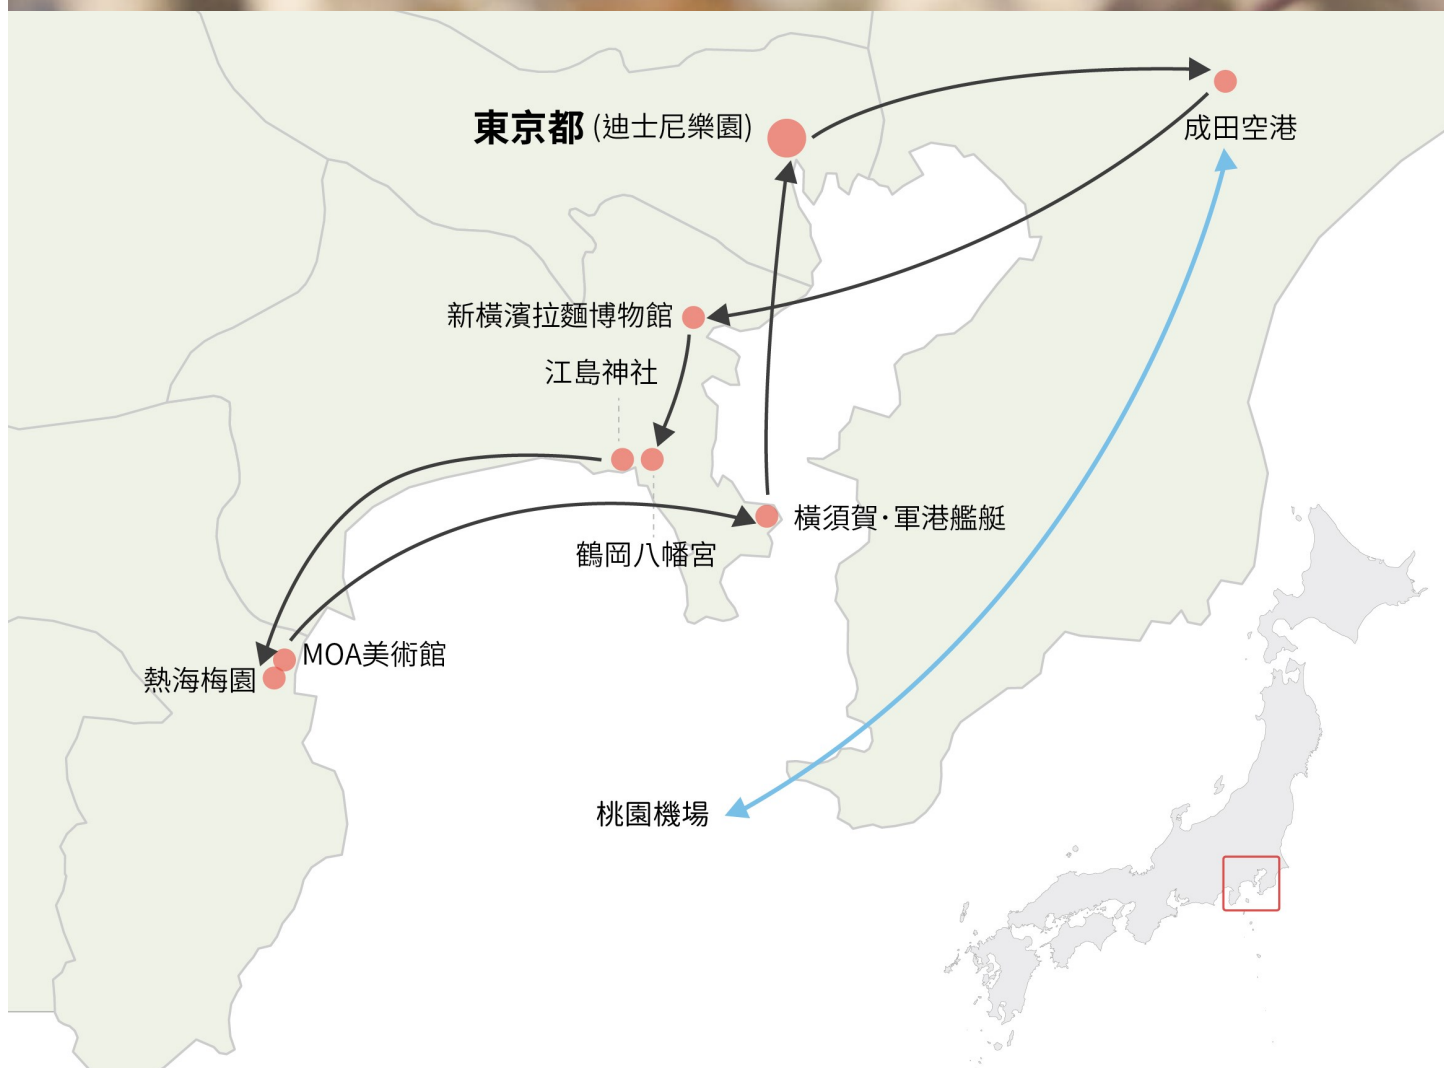 東京都 (迪士尼樂園)
成田空港
新橫濱拉麵博物館
江島神社
橫須賀·軍港艦艇
鶴岡八幡宮
MOA美術館
熱海梅園
桃園機場